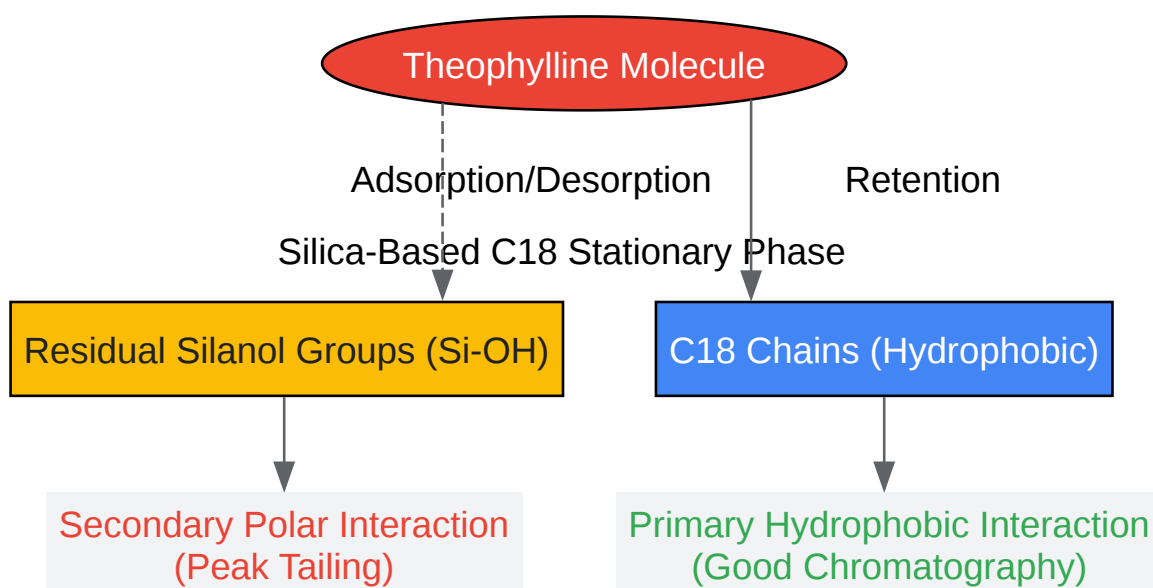 Theophylline Molecule
Adsorption/Desorption
Retention
Silica-Based C18 Stationary Phase
Residual Silanol Groups (Si-OH)
C18 Chains (Hydrophobic)
Secondary Polar Interaction
(Peak Tailing)
Primary Hydrophobic Interaction
(Good Chromatography)